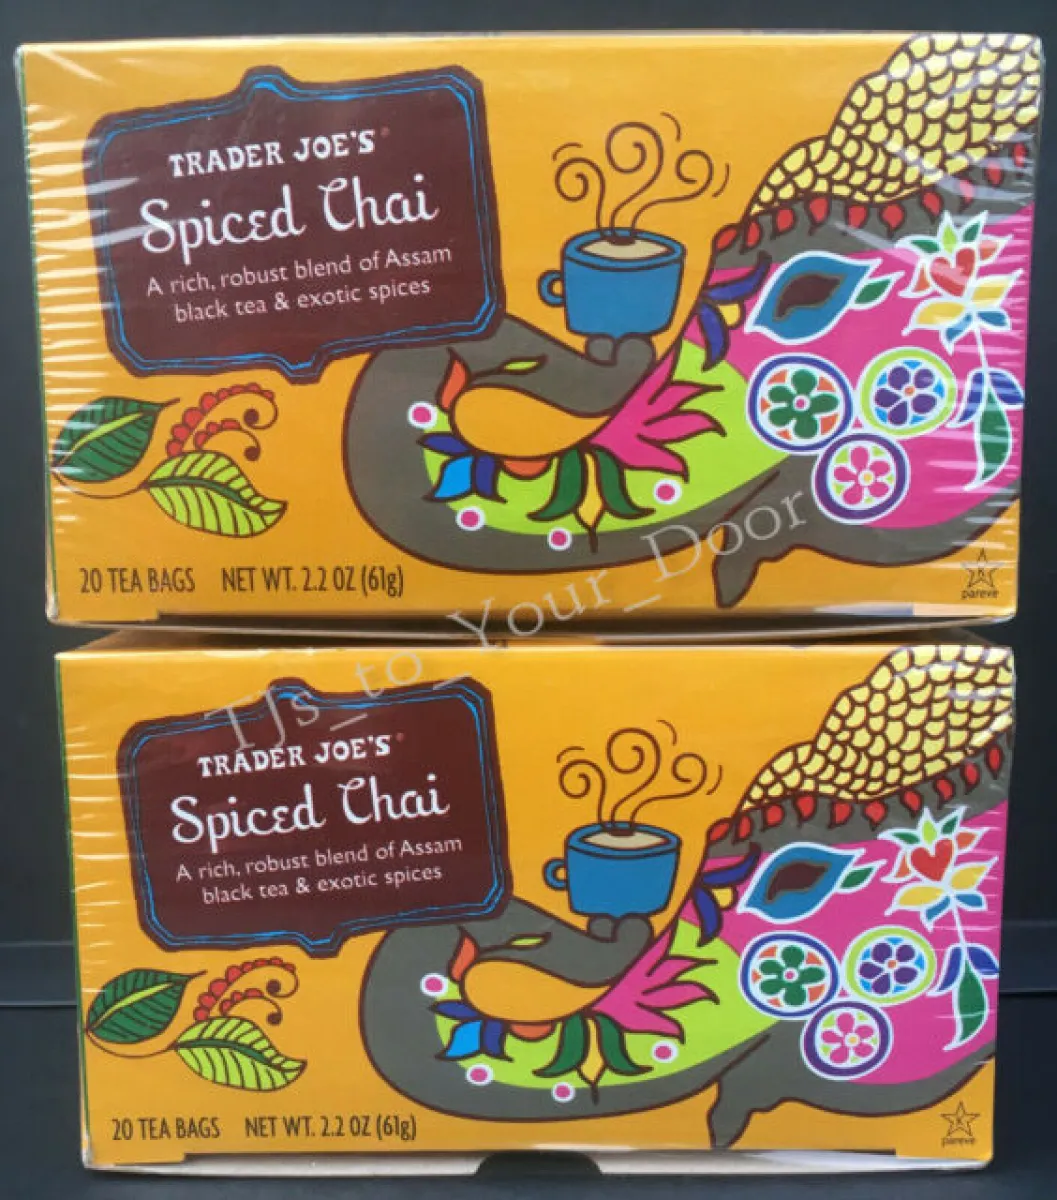 TRADER JOE'S
Spiced Chai
A rich, robust blend of Assam
black tea & exotic spices
20 TEA BAGS NET WT. 2.2 OZ (61g)
K
pareve
TJs_to_Your_Door
TRADER JOE'S
Spiced Chai
A rich, robust blend of Assam
black tea & exotic spices
20 TEA BAGS NET WT. 2.2 OZ (61g)
K
pareve